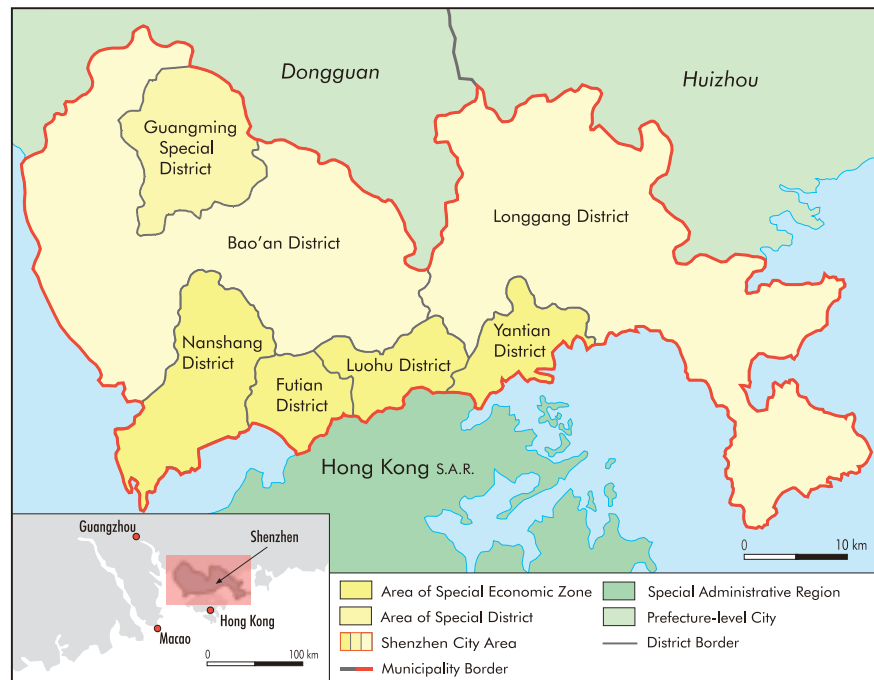 Dongguan
Huizhou
Guangming
Special
District
Longgang District
Bao'an District
Nanshang
District
Luohu District
Yantian
District
Futian
District
Hong Kong S.A.R.
Guangzhou
Shenzhen
Hong Kong
Macao
0 100 km
0 10 km
Area of Special Economic Zone
Area of Special District
Shenzhen City Area
Municipality Border
Special Administrative Region
Prefecture-level City
District Border